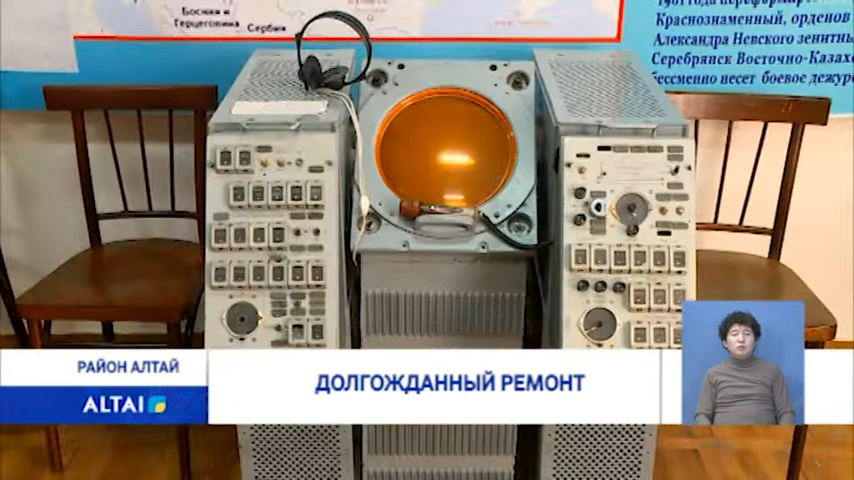 Босния и
Герцеговина
Сербия
Краснознаменный, орденов
Александра Невского зенитны
Серебрянск Восточно-Казахс
бессменно несет боевое дежур
РАЙОН АЛТАЙ
ALTAI
ДОЛГОЖДАННЫЙ РЕМОНТ